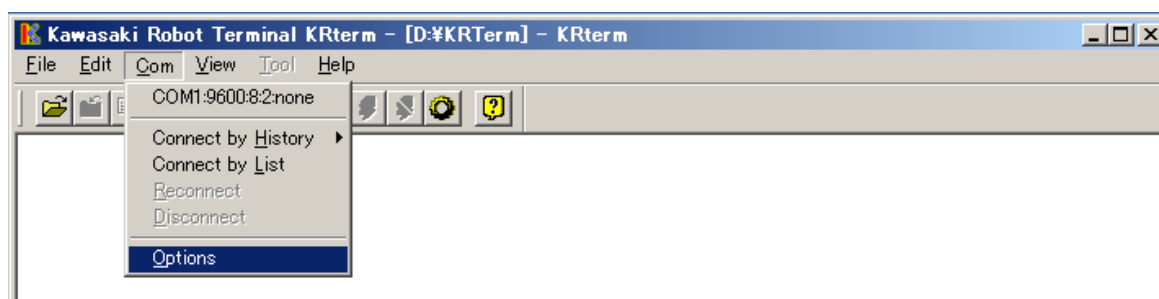 Kawasaki Robot Terminal KRterm - [D:¥KRTerm] - KRterm
File Edit Com View Tool Help
COM1:9600:8:2:none
Connect by History
Connect by List
Reconnect
Disconnect
Options